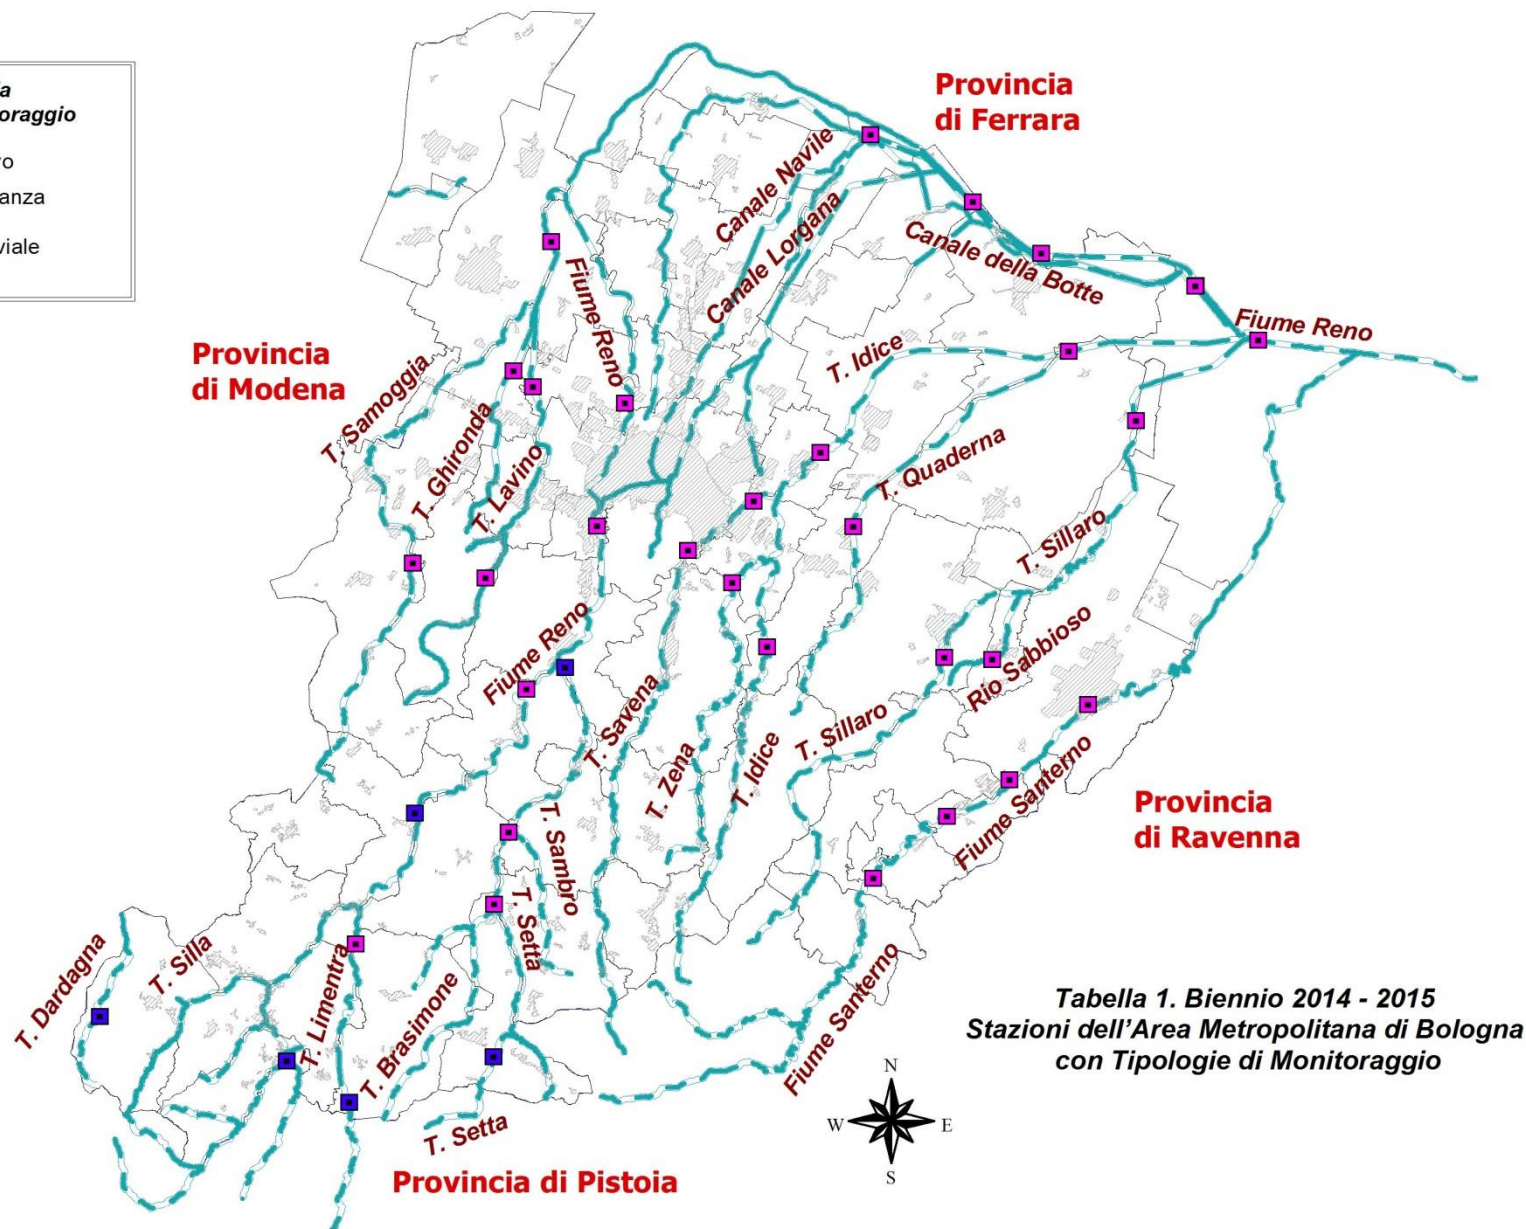 Provincia
di Ferrara
Canale Navile
Canale Lorgana
Canale della Botte
Fiume Reno
Fiume Reno
T. Idice
Provincia
di Modena
T. Samoggia
T. Ghironda
T. Lavino
T. Quaderna
T. Sillaro
Fiume Reno
Rio Sabbioso
T. Savena
T. Zena
T. Idice
T. Sillaro
Fiume Santerno
Provincia
di Ravenna
T. Sambro
T. Setta
T. Dardagna
T. Silla
T. Limentra
T. Brasimone
Fiume Santerno
T. Setta
Provincia di Pistoia
N
W
E
S
Tabella 1. Biennio 2014 - 2015
Stazioni dell'Area Metropolitana di Bologna
con Tipologie di Monitoraggio